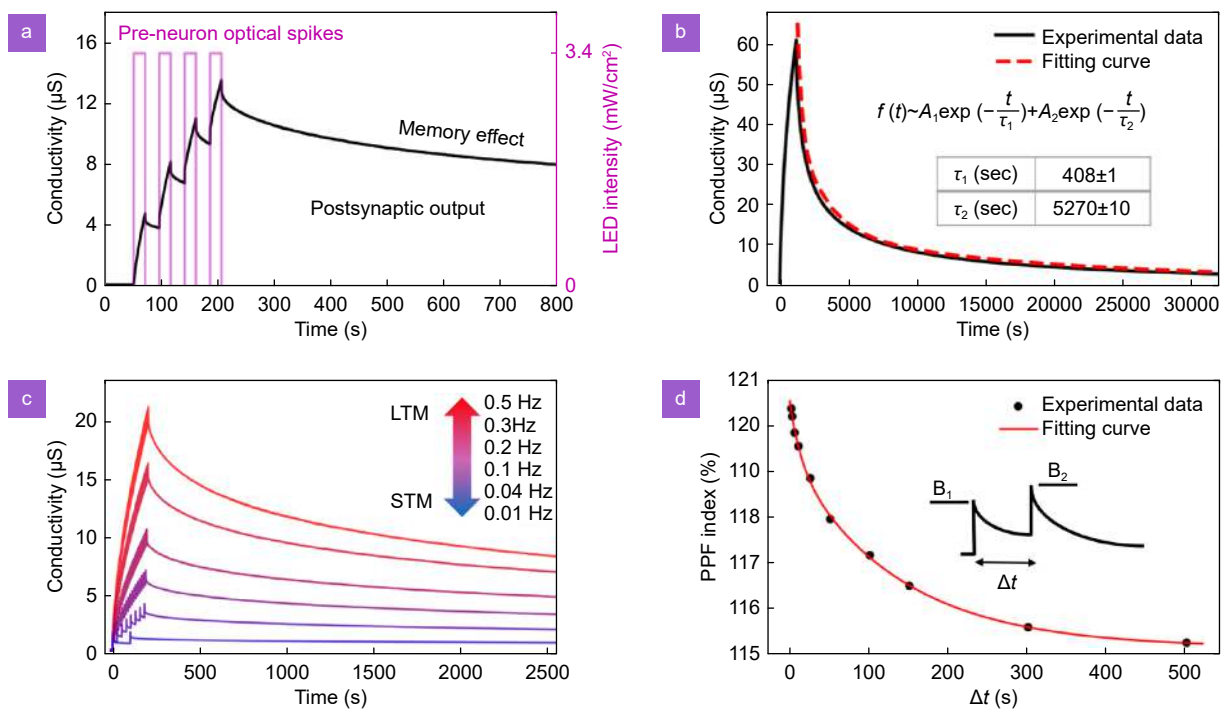 a
Pre-neuron optical spikes
Conductivity (μS)
16
12
8
4
0
Memory effect
Postsynaptic output
3.4
0
LED intensity (mW/cm²)
0 100 200 300 400 500 600 700 800
Time (s)
b
Conductivity (μS)
60
50
40
30
20
10
0
Experimental data
Fitting curve
f (t)~A₁exp (−t/τ₁)+A₂exp (−t/τ₂)
τ₁ (sec) 408±1
τ₂ (sec) 5270±10
0 5000 10000 15000 20000 25000 30000
Time (s)
c
Conductivity (μS)
20
15
10
5
0
LTM
STM
0.5 Hz
0.3Hz
0.2 Hz
0.1 Hz
0.04 Hz
0.01 Hz
0 500 1000 1500 2000 2500
Time (s)
d
PPF index (%)
121
120
119
110
118
117
116
115
Experimental data
Fitting curve
B₁
B₂
Δt
0 100 200 300 400 500
Δt (s)